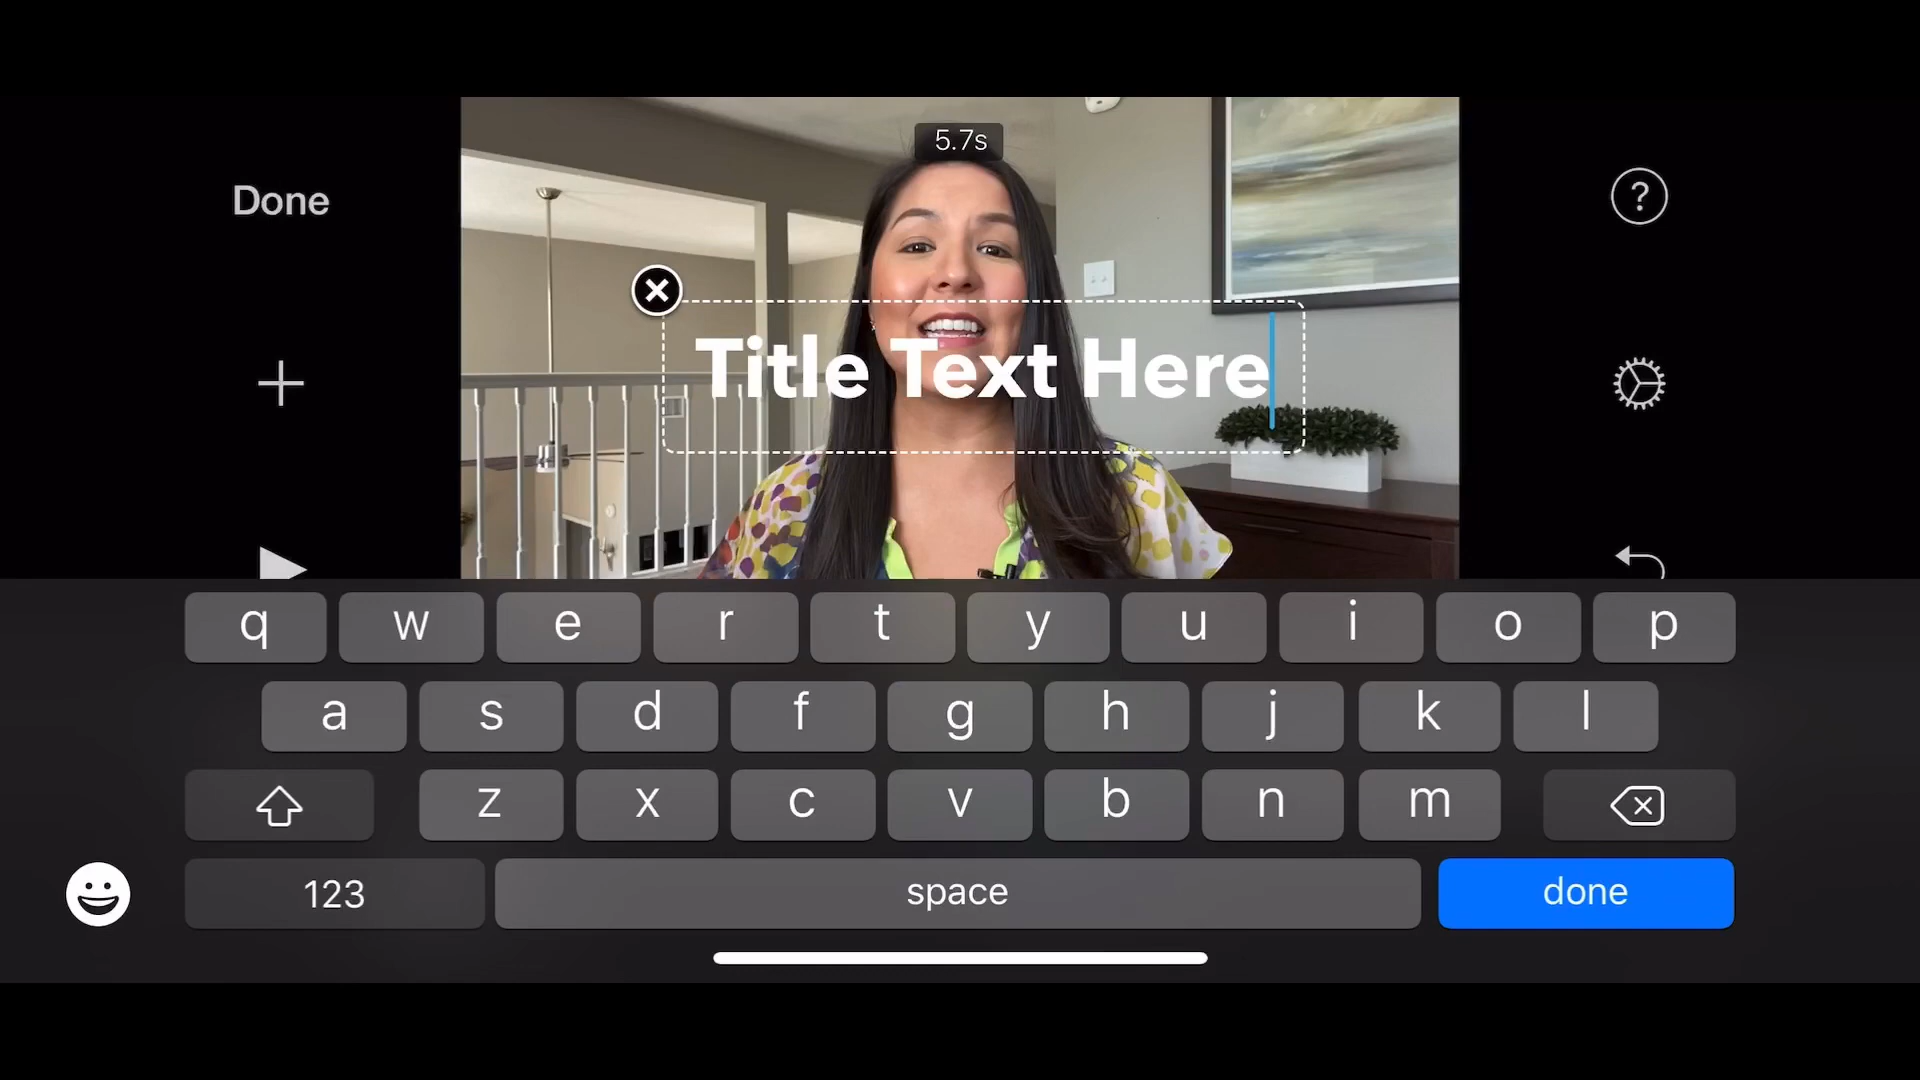 5.7s
Done
?
Title Text Here
q w e r t y u i o p
a s d f g h j k l
z x c v b n m
123 space done